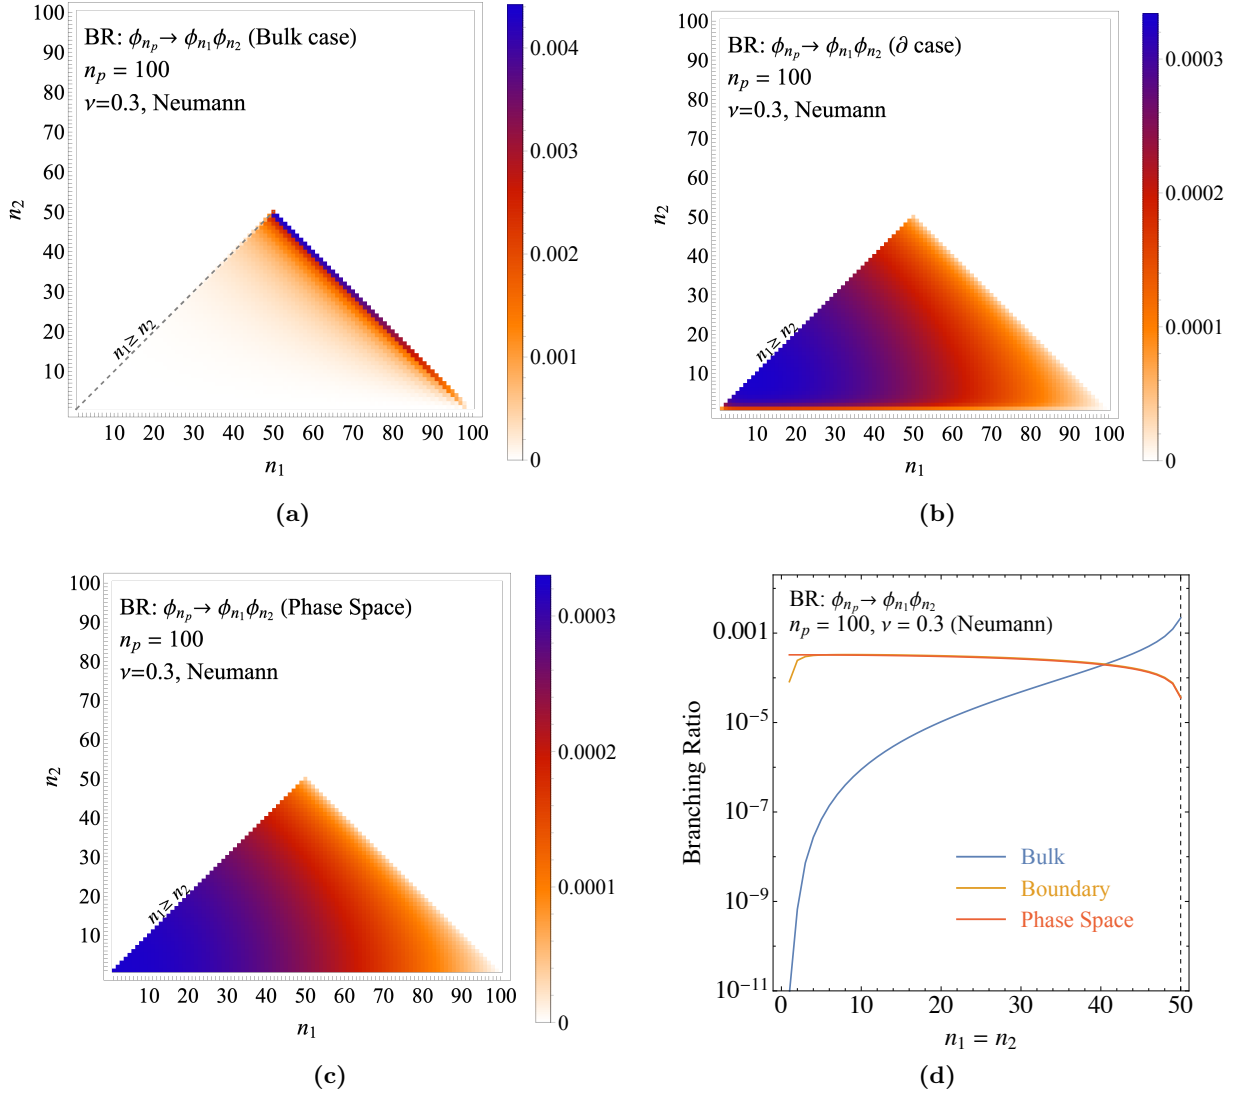 BR: ϕ_{n_p}→ ϕ_{n_1}ϕ_{n_2} (Bulk case)
n_p = 100
ν=0.3, Neumann
n_1≥ n_2
100
90
80
70
60
50
40
30
20
10
n_2
10 20 30 40 50 60 70 80 90 100
n_1
0.004
0.003
0.002
0.001
0
(a)
BR: ϕ_{n_p}→ ϕ_{n_1}ϕ_{n_2} (∂ case)
n_p = 100
ν=0.3, Neumann
n_1≥ n_2
100
90
80
70
60
50
40
30
20
10
n_2
10 20 30 40 50 60 70 80 90 100
n_1
0.0003
0.0002
0.0001
0
(b)
BR: ϕ_{n_p}→ ϕ_{n_1}ϕ_{n_2} (Phase Space)
n_p = 100
ν=0.3, Neumann
n_1≥ n_2
100
90
80
70
60
50
40
30
20
10
n_2
10 20 30 40 50 60 70 80 90 100
n_1
0.0003
0.0002
0.0001
0
(c)
BR: ϕ_{n_p}→ ϕ_{n_1}ϕ_{n_2}
n_p = 100, ν = 0.3 (Neumann)
0.001
10^{-5}
10^{-7}
10^{-9}
10^{-11}
Branching Ratio
Bulk
Boundary
Phase Space
0 10 20 30 40 50
n_1 = n_2
(d)